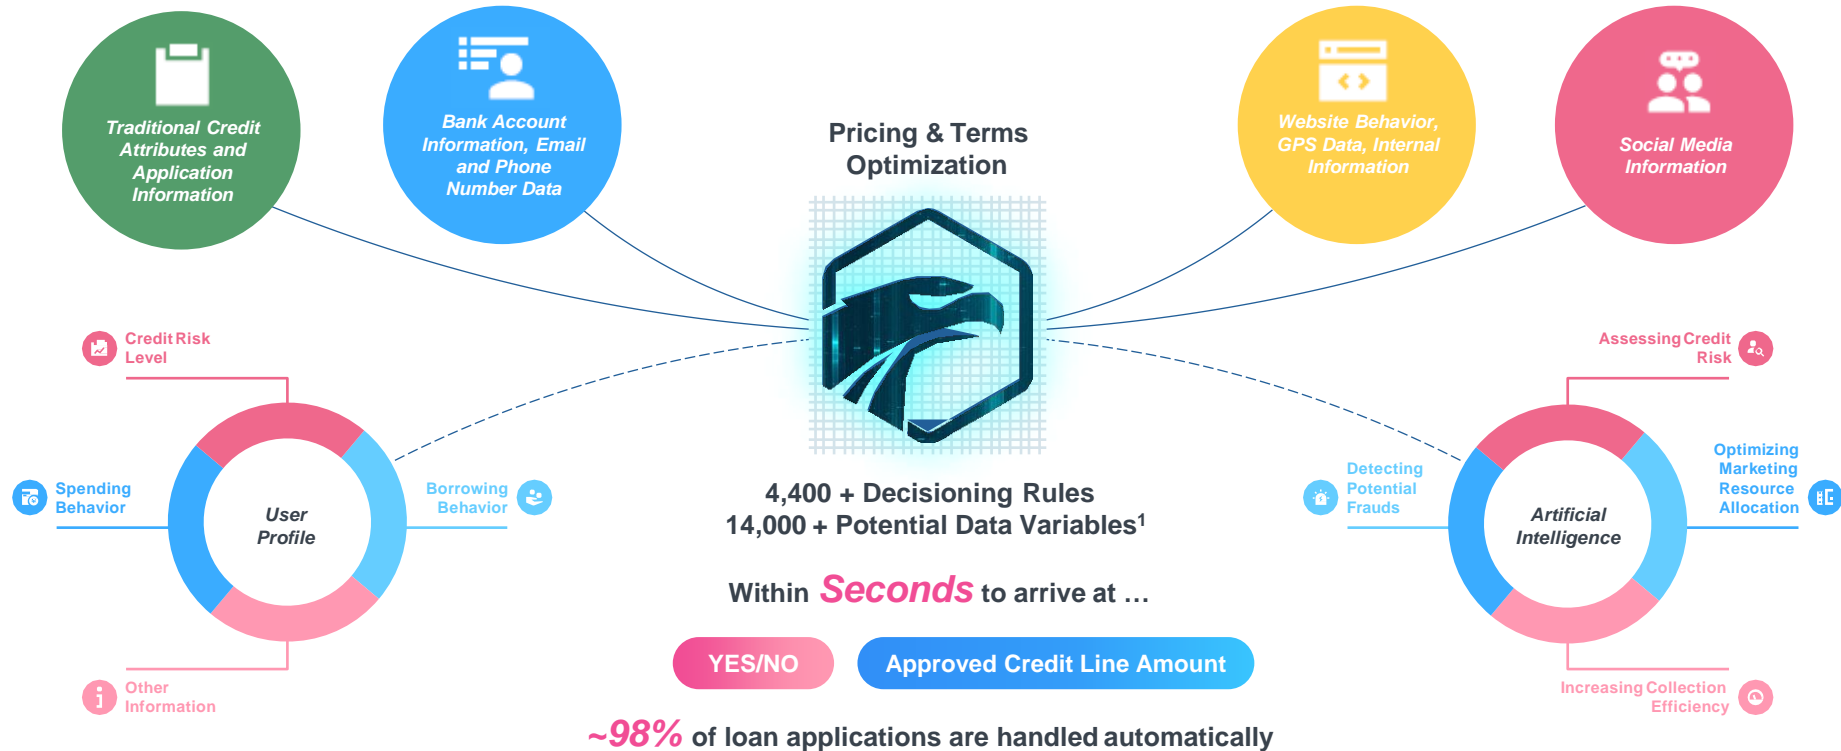 Traditional Credit
Attributes and
Application
Information
Bank Account
Information, Email
and Phone
Number Data
Pricing & Terms
Optimization
Website Behavior,
GPS Data, Internal
Information
Social Media
Information
Credit Risk
Level
Spending
Behavior
Borrowing
Behavior
User
Profile
Other
Information
4,400 + Decisioning Rules
14,000 + Potential Data Variables¹
Within Seconds to arrive at …
YES/NO
Approved Credit Line Amount
~98% of loan applications are handled automatically
Assessing Credit
Risk
Detecting
Potential
Frauds
Optimizing
Marketing
Resource
Allocation
Artificial
Intelligence
Increasing Collection
Efficiency